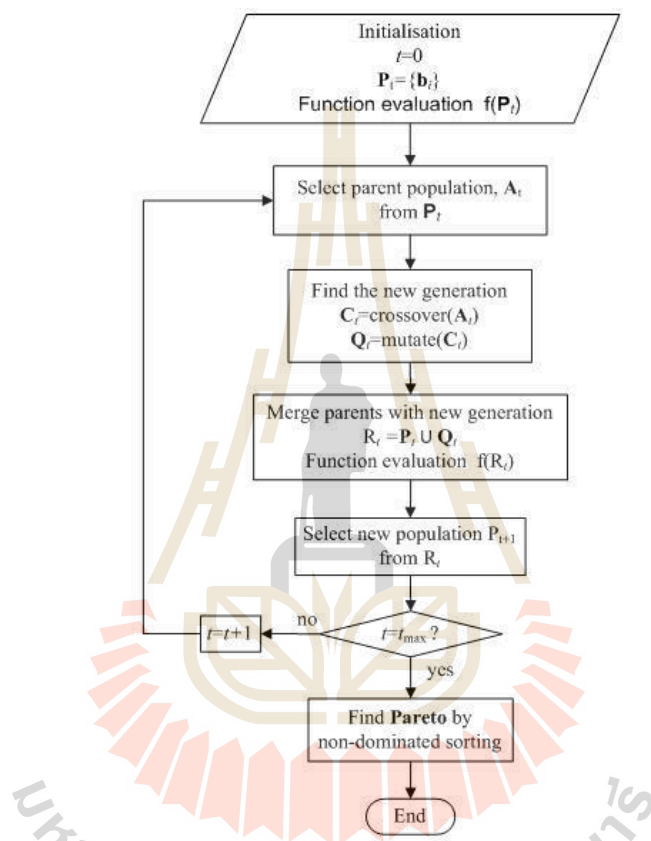 Initialisation
t=0
Pₜ={bᵢ}
Function evaluation f(Pₜ)
Select parent population, Aₜ
from Pₜ
Find the new generation
Cₜ=crossover(Aₜ)
Qₜ=mutate(Cₜ)
Merge parents with new generation
Rₜ =Pₜ ∪ Qₜ
Function evaluation f(Rₜ)
Select new population Pₜ₊₁
from Rₜ
no
t=t+1
t=tmax ?
yes
Find Pareto by
non-dominated sorting
End